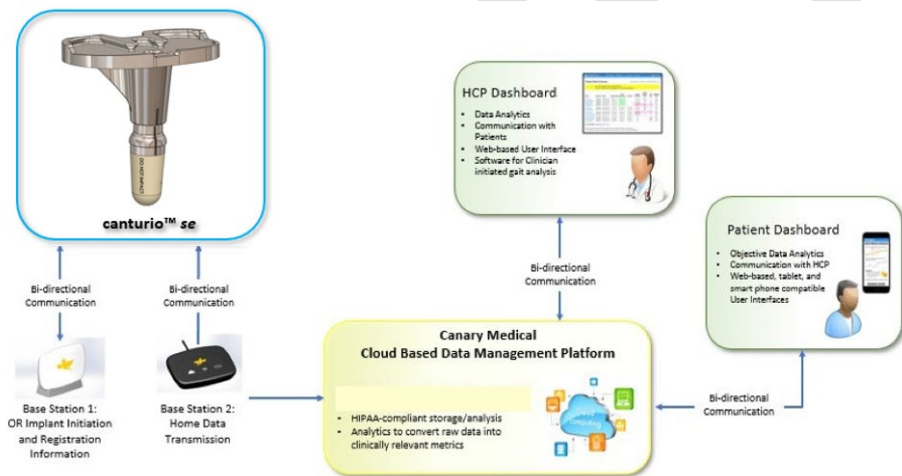 canturio™ se
DO NOT IMPACT
Bi-directional
Communication
Bi-directional
Communication
Base Station 1:
OR Implant Initiation
and Registration
Information
Base Station 2:
Home Data
Transmission
HCP Dashboard
• Data Analytics
• Communication with
Patients
• Web-based User Interface
• Software for Clinician
initiated gait analysis
Bi-directional
Communication
Patient Dashboard
• Objective Data Analytics
• Communication with HCP
• Web-based, tablet, and
smart phone compatible
User Interfaces
Canary Medical
Cloud Based Data Management Platform
• HIPAA-compliant storage/analysis
• Analytics to convert raw data into
clinically relevant metrics
Bi-directional
Communication